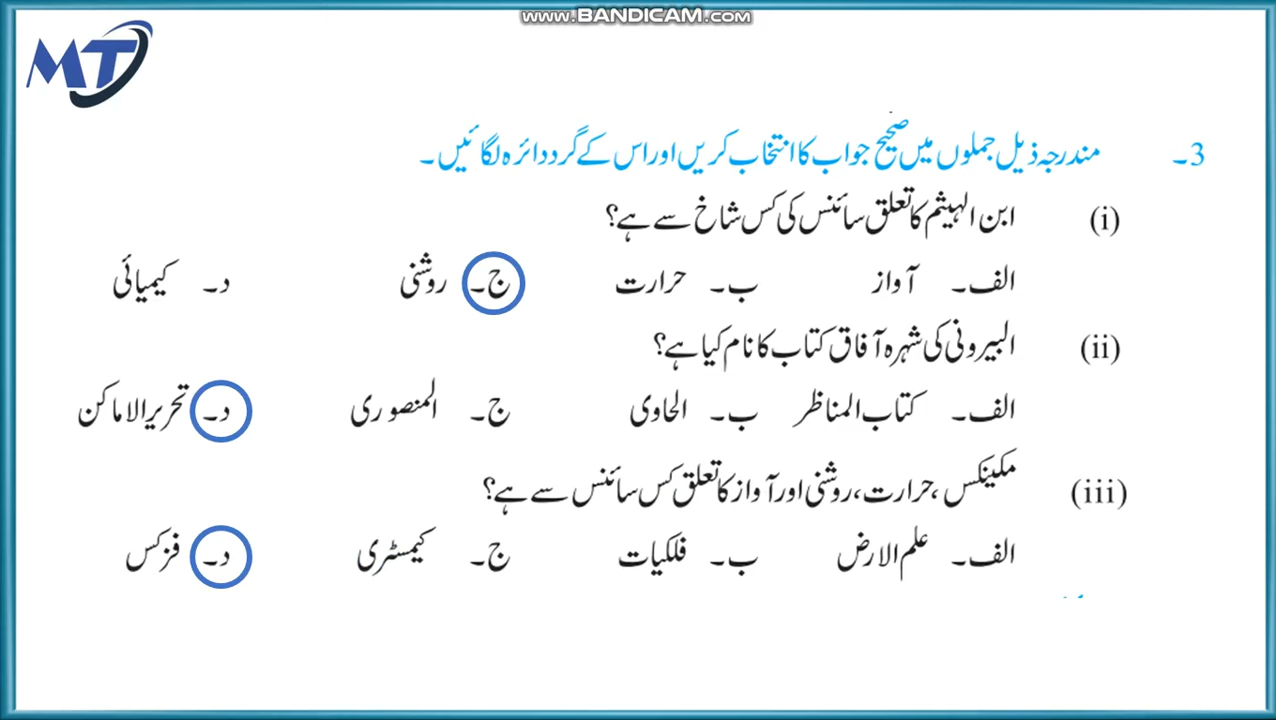 WWW.BANDICAM.COM
MT
3۔ مندرجہ ذیل جملوں میں صحیح جواب کا انتخاب کریں اور اس کے گرد دائرہ لگائیں۔
(i) ابن الہیثم کا تعلق سائنس کی کس شاخ سے ہے؟
الف۔ آواز ب۔ حرارت ج۔ روشنی د۔ کیمیائی
(ii) البیرونی کی شہرہ آفاق کتاب کا نام کیا ہے؟
الف۔ کتاب المناظر ب۔ الحاوی ج۔ المنصوری د۔ تحریر الاماکن
(iii) مکینکس، حرارت، روشنی اور آواز کا تعلق کس سائنس سے ہے؟
الف۔ علم الارض ب۔ فلکیات ج۔ کیمسٹری د۔ فزکس